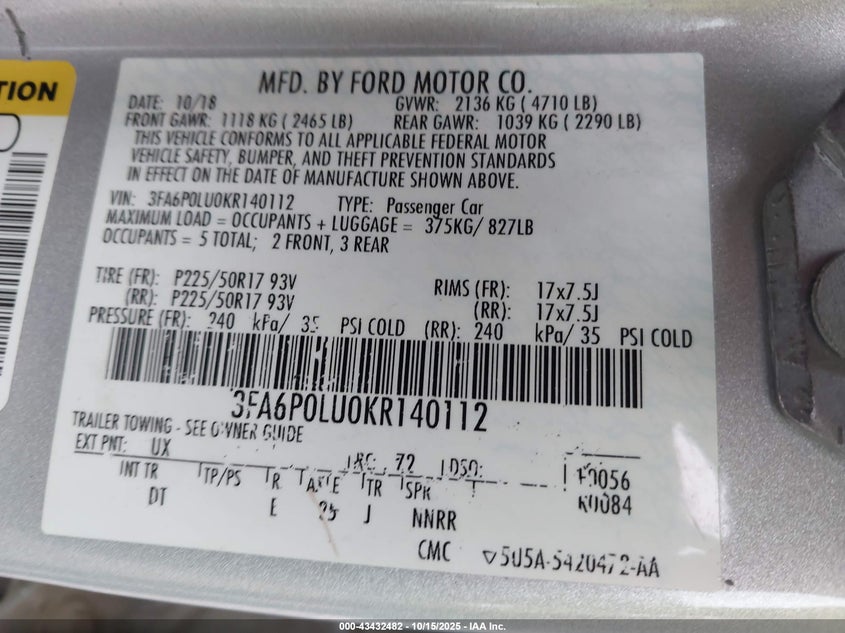 TION
MFD. BY FORD MOTOR CO.
DATE: 10/18 GVWR: 2136 KG ( 4710 LB)
FRONT GAWR: 1118 KG ( 2465 LB) REAR GAWR: 1039 KG ( 2290 LB)
THIS VEHICLE CONFORMS TO ALL APPLICABLE FEDERAL MOTOR
VEHICLE SAFETY, BUMPER, AND THEFT PREVENTION STANDARDS
IN EFFECT ON THE DATE OF MANUFACTURE SHOWN ABOVE.
VIN: 3FA6P0LU0KR140112 TYPE: Passenger Car
MAXIMUM LOAD = OCCUPANTS + LUGGAGE = 375KG/ 827LB
OCCUPANTS = 5 TOTAL; 2 FRONT, 3 REAR
TIRE (FR): P225/50R17 93V RIMS (FR): 17x7.5J
(RR): P225/50R17 93V (RR): 17x7.5J
PRESSURE (FR): 240 kPa/ 35 PSI COLD (RR): 240 kPa/ 35 PSI COLD
3FA6P0LU0KR140112
TRAILER TOWING - SEE OWNER GUIDE
EXT PNT: UX RC: 72 DSO: F0056
INT TR TP/PS R AXLE TR SPR R0084
DT E J NNRR
CMC ▽5U5A-5420472-AA
000-43432482 - 10/15/2025 - IAA Inc.